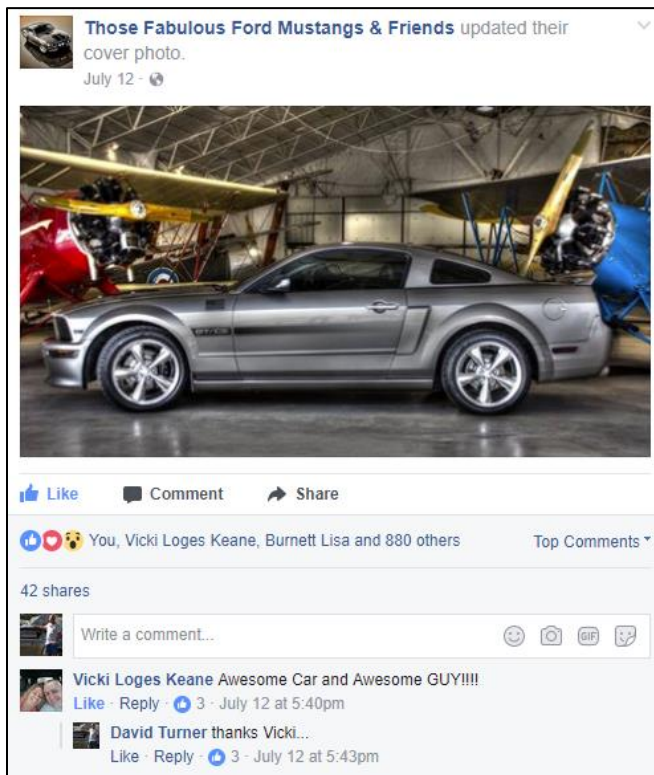 Those Fabulous Ford Mustangs & Friends updated their
cover photo.
July 12 ·
GT/CS
Like Comment Share
You, Vicki Loges Keane, Burnett Lisa and 880 others Top Comments
42 shares
Write a comment... GIF
Vicki Loges Keane Awesome Car and Awesome GUY!!!!
Like · Reply · 3 · July 12 at 5:40pm
David Turner thanks Vicki...
Like · Reply · 3 · July 12 at 5:43pm